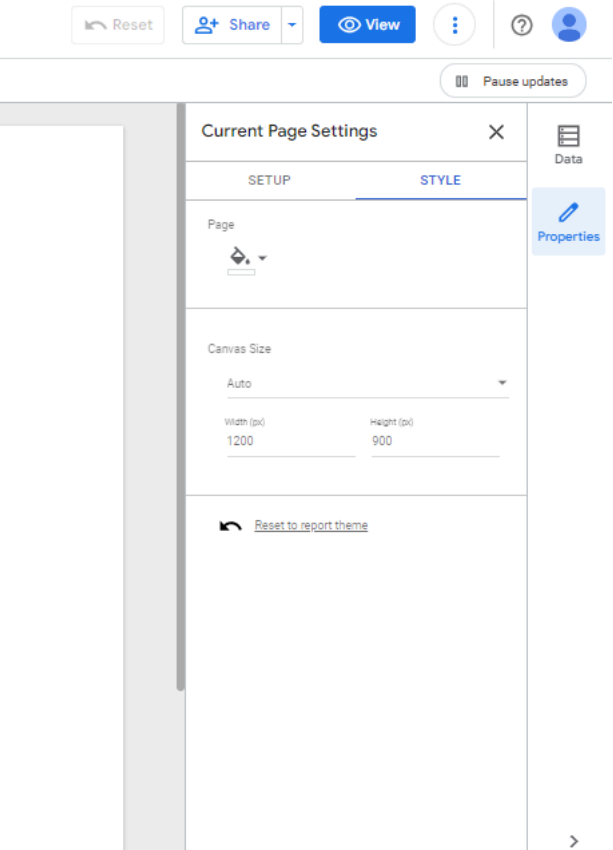 Reset Share View
Pause updates
Current Page Settings
Data
SETUP STYLE
Properties
Page
Canvas Size
Auto
Width (px) Height (px)
1200 900
Reset to report theme